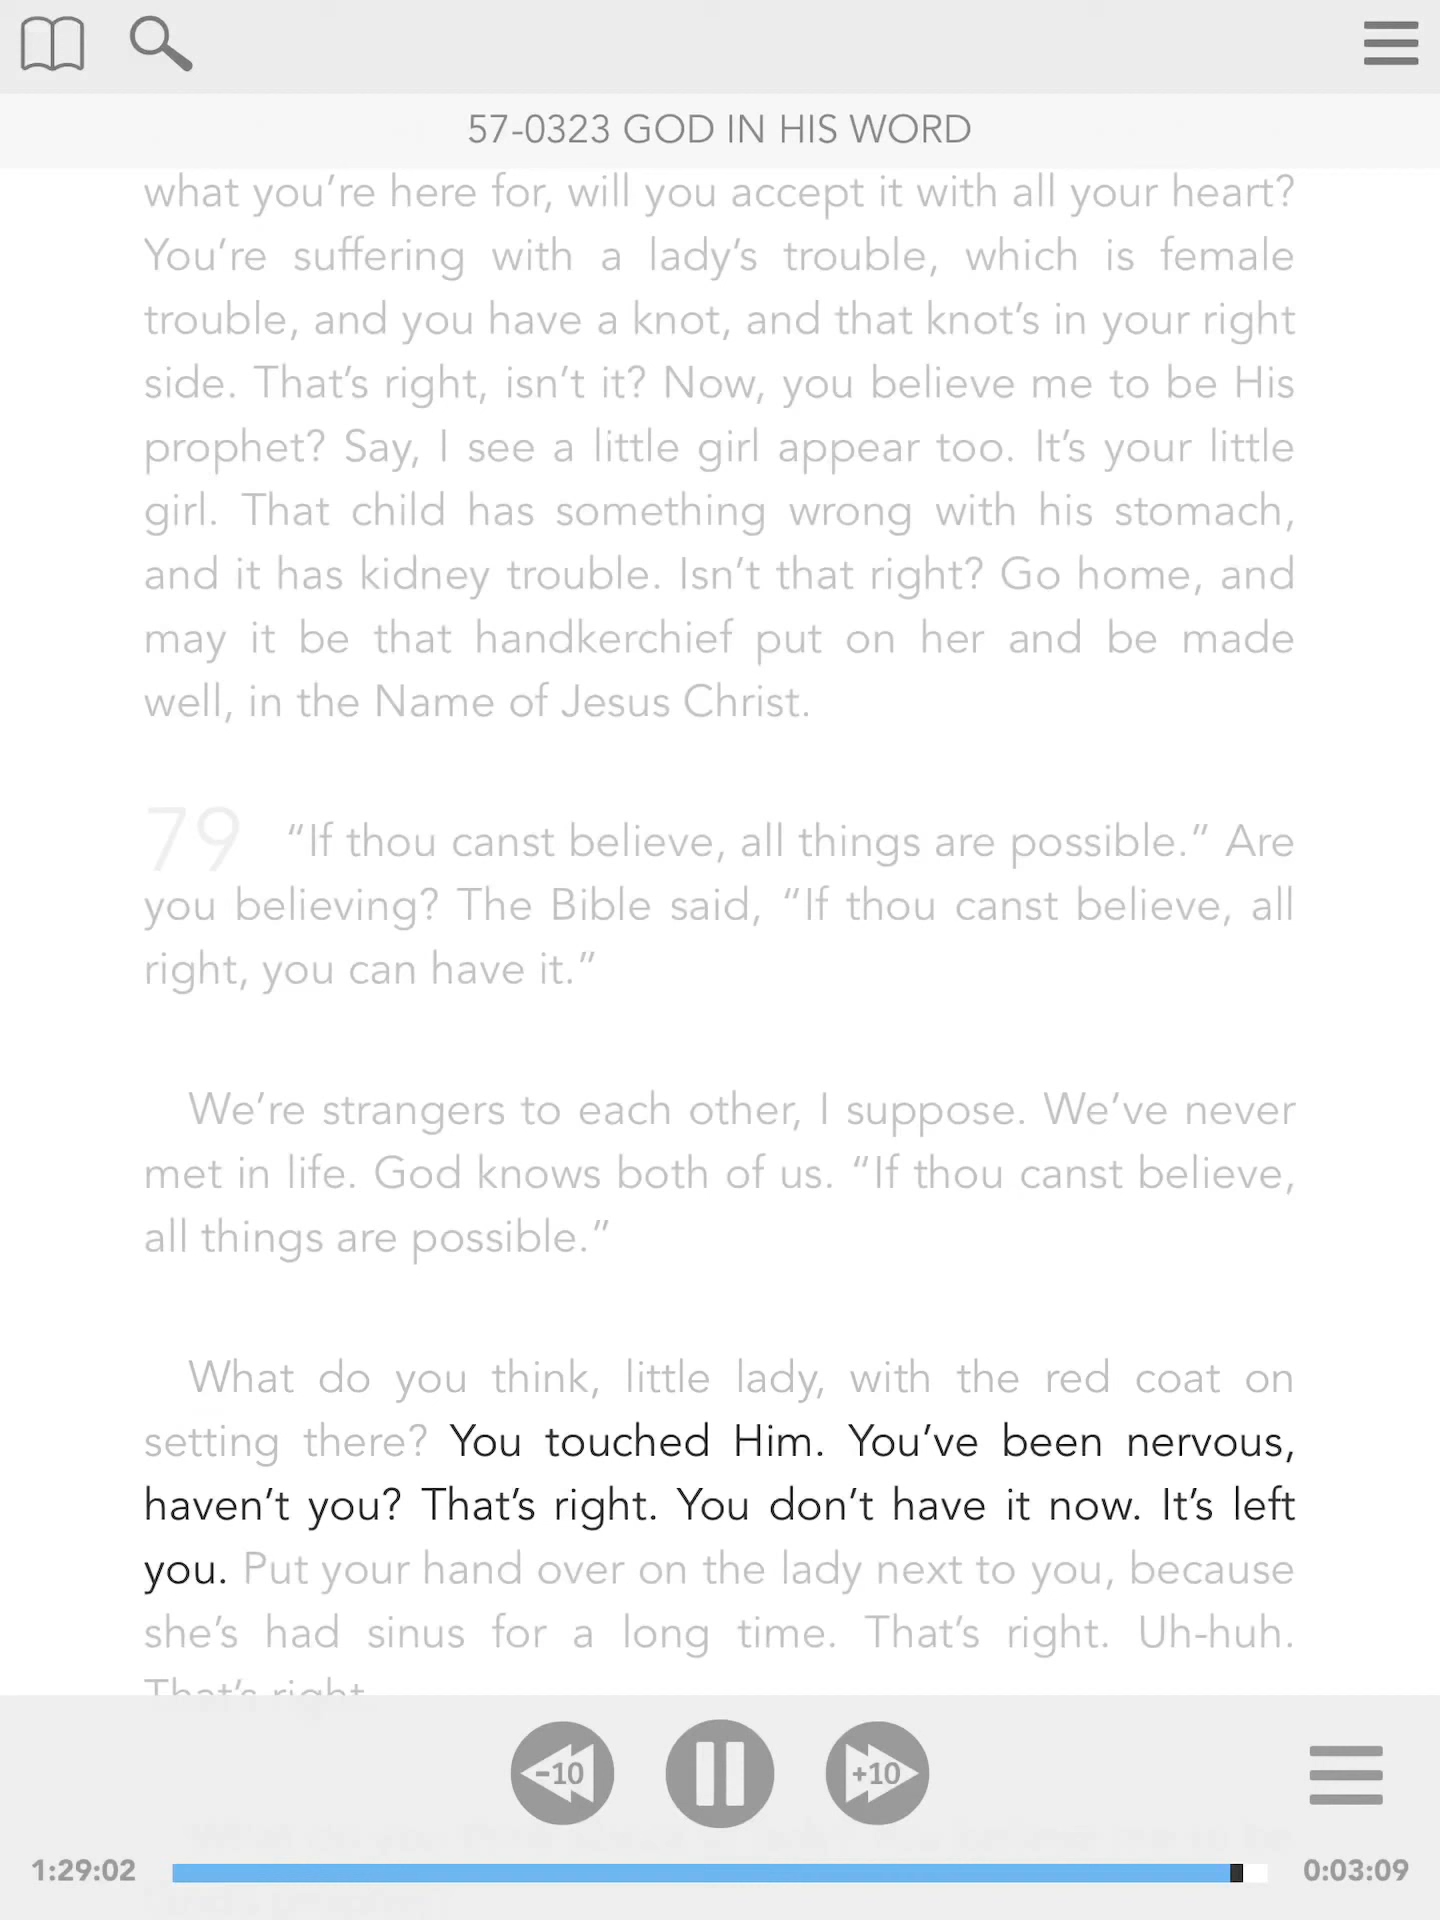 57-0323 GOD IN HIS WORD
what you’re here for, will you accept it with all your heart?
You’re suffering with a lady’s trouble, which is female
trouble, and you have a knot, and that knot’s in your right
side. That’s right, isn’t it? Now, you believe me to be His
prophet? Say, I see a little girl appear too. It’s your little
girl. That child has something wrong with his stomach,
and it has kidney trouble. Isn’t that right? Go home, and
may it be that handkerchief put on her and be made
well, in the Name of Jesus Christ.
79 “If thou canst believe, all things are possible.” Are
you believing? The Bible said, “If thou canst believe, all
right, you can have it.”
We’re strangers to each other, I suppose. We’ve never
met in life. God knows both of us. “If thou canst believe,
all things are possible.”
What do you think, little lady, with the red coat on
setting there? You touched Him. You’ve been nervous,
haven’t you? That’s right. You don’t have it now. It’s left
you. Put your hand over on the lady next to you, because
she’s had sinus for a long time. That’s right. Uh-huh.
That’s right
-10
+10
1:29:02
0:03:09